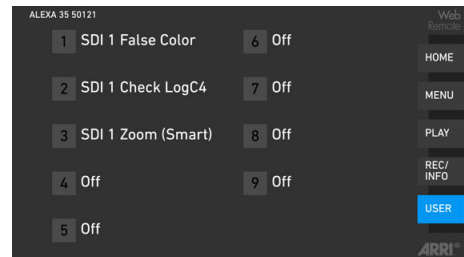 ALEXA 35 50121
Web
Remote
1 SDI 1 False Color
2 SDI 1 Check LogC4
3 SDI 1 Zoom (Smart)
4 Off
5 Off
6 Off
7 Off
8 Off
9 Off
HOME
MENU
PLAY
REC/
INFO
USER
ARRI®